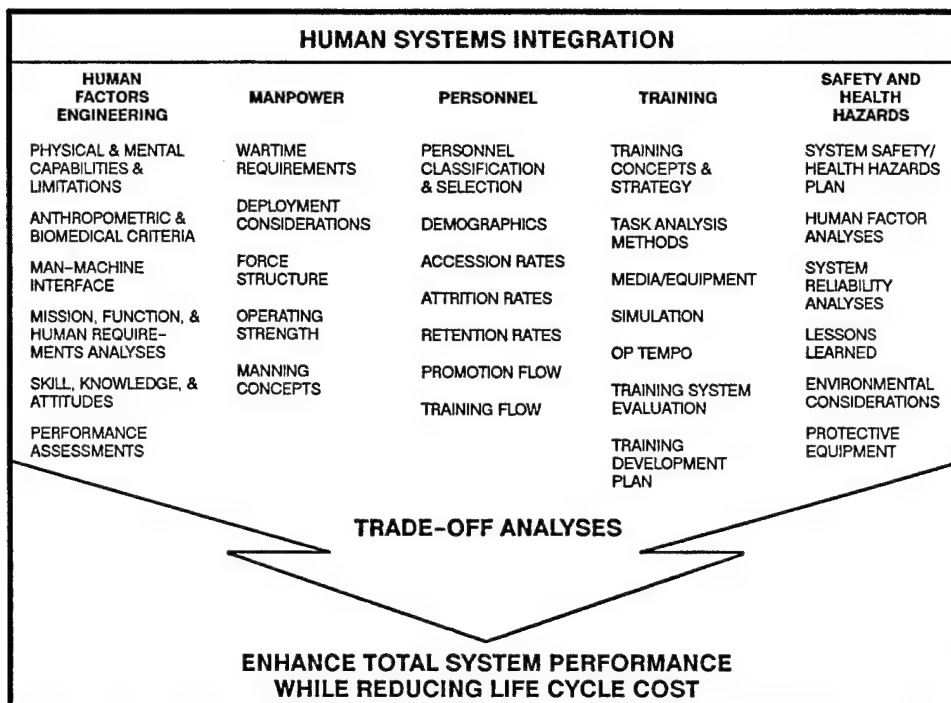 HUMAN SYSTEMS INTEGRATION
HUMAN
FACTORS
ENGINEERING
PHYSICAL & MENTAL
CAPABILITIES &
LIMITATIONS
ANTHROPOMETRIC &
BIOMEDICAL CRITERIA
MAN-MACHINE
INTERFACE
MISSION, FUNCTION, &
HUMAN REQUIRE-
MENTS ANALYSES
SKILL, KNOWLEDGE, &
ATTITUDES
PERFORMANCE
ASSESSMENTS
MANPOWER
WARTIME
REQUIREMENTS
DEPLOYMENT
CONSIDERATIONS
FORCE
STRUCTURE
OPERATING
STRENGTH
MANNING
CONCEPTS
PERSONNEL
PERSONNEL
CLASSIFICATION
& SELECTION
DEMOGRAPHICS
ACCESSION RATES
ATTRITION RATES
RETENTION RATES
PROMOTION FLOW
TRAINING FLOW
TRAINING
TRAINING
CONCEPTS &
STRATEGY
TASK ANALYSIS
METHODS
MEDIA/EQUIPMENT
SIMULATION
OP TEMPO
TRAINING SYSTEM
EVALUATION
TRAINING
DEVELOPMENT
PLAN
SAFETY AND
HEALTH
HAZARDS
SYSTEM SAFETY/
HEALTH HAZARDS
PLAN
HUMAN FACTOR
ANALYSES
SYSTEM
RELIABILITY
ANALYSES
LESSONS
LEARNED
ENVIRONMENTAL
CONSIDERATIONS
PROTECTIVE
EQUIPMENT
TRADE-OFF ANALYSES
ENHANCE TOTAL SYSTEM PERFORMANCE
WHILE REDUCING LIFE CYCLE COST